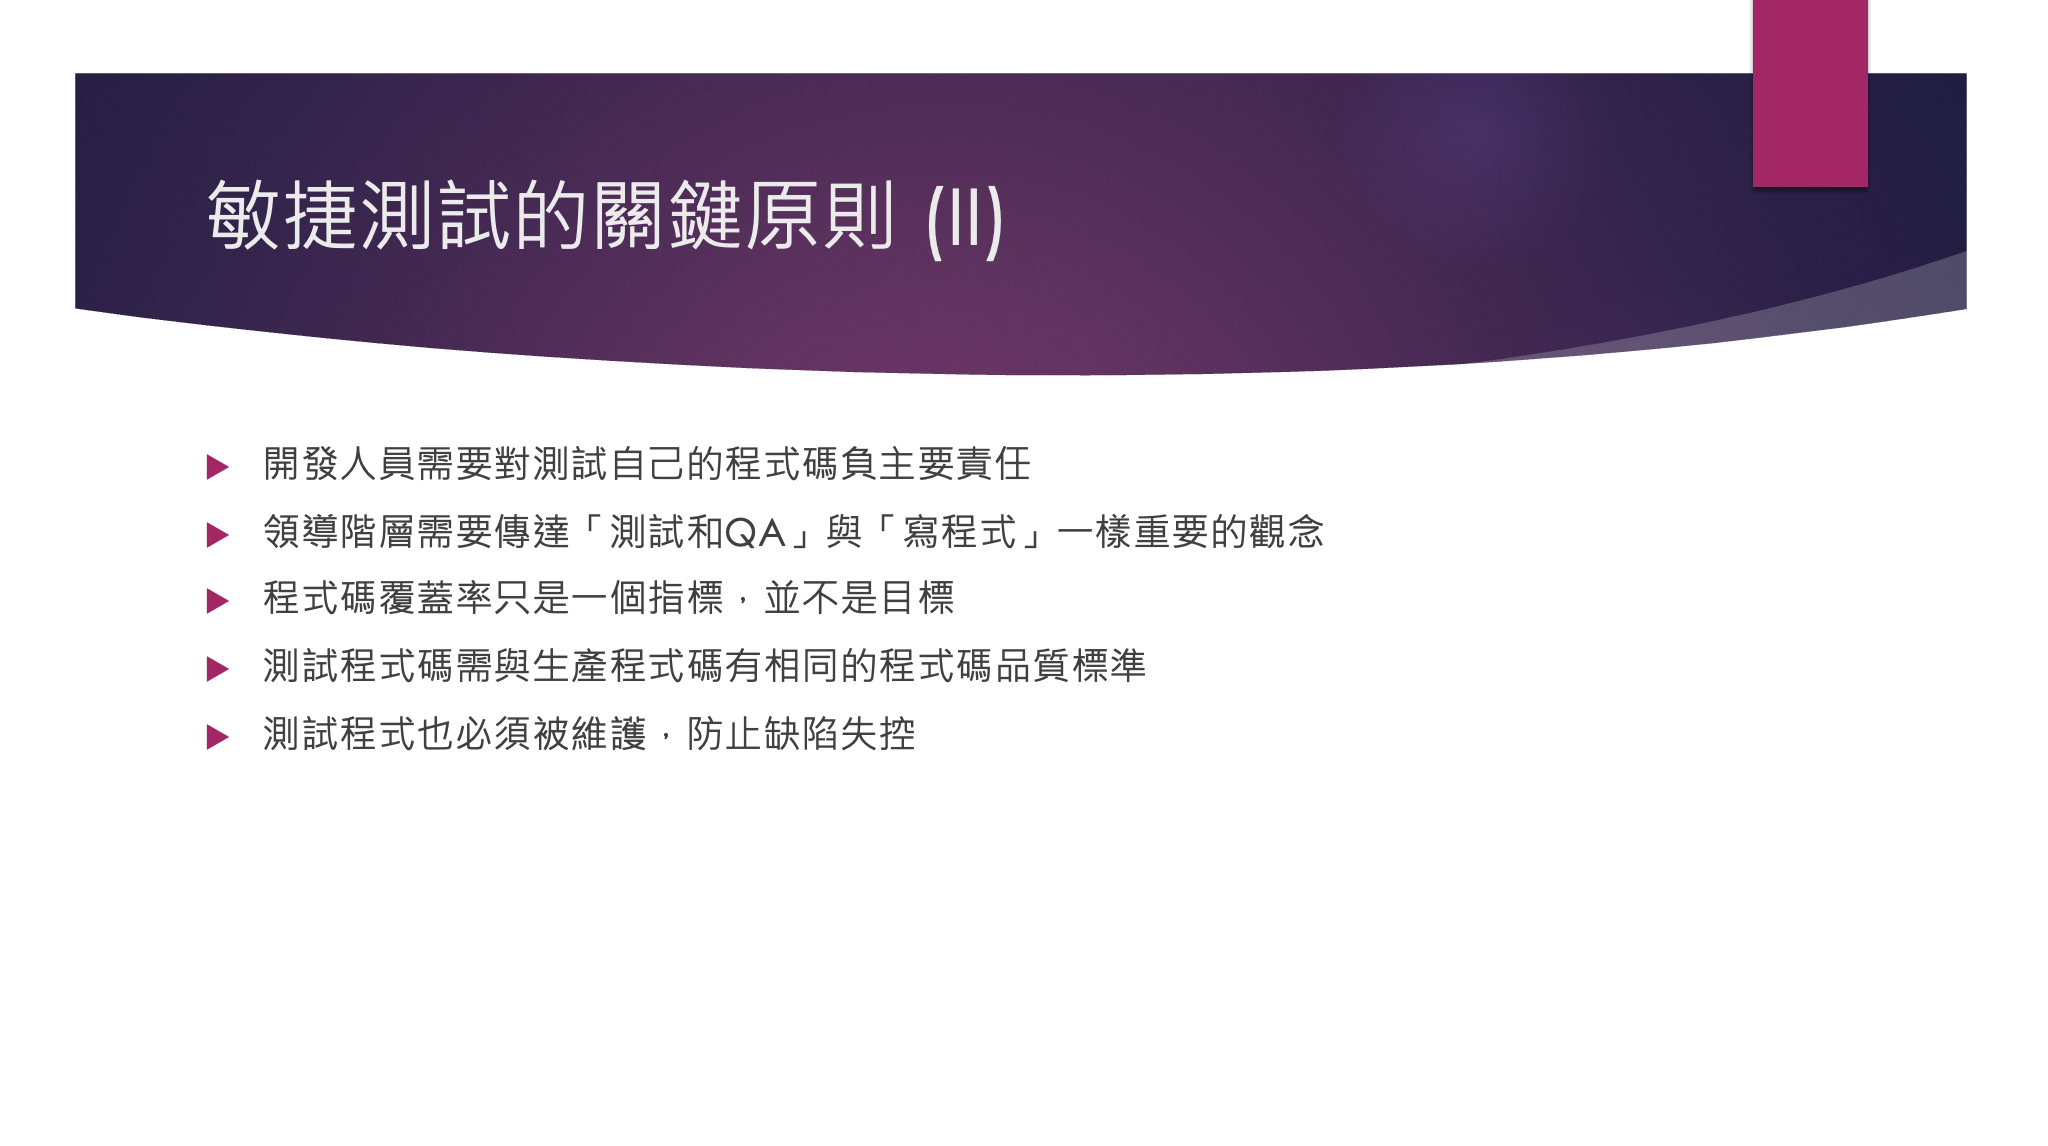 敏捷測試的關鍵原則 (II)
開發人員需要對測試自己的程式碼負主要責任
領導階層需要傳達「測試和QA」與「寫程式」一樣重要的觀念
程式碼覆蓋率只是一個指標，並不是目標
測試程式碼需與生產程式碼有相同的程式碼品質標準
測試程式也必須被維護，防止缺陷失控